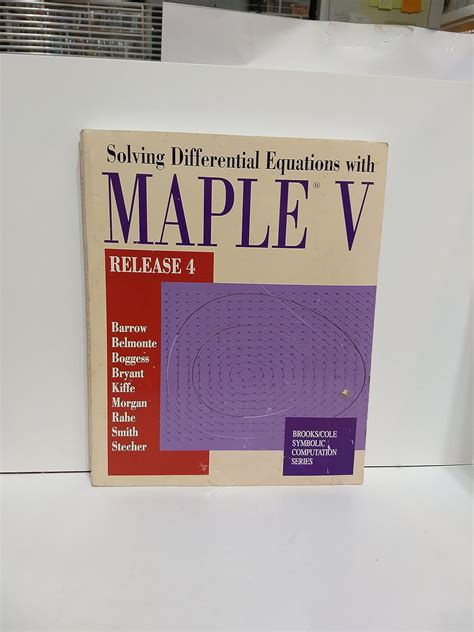 Solving Differential Equations with
MAPLE® V
RELEASE 4
Barrow
Belmonte
Boggess
Bryant
Kiffe
Morgan
Rahe
Smith
Stecher
BROOKS/COLE
SYMBOLIC
COMPUTATION
SERIES